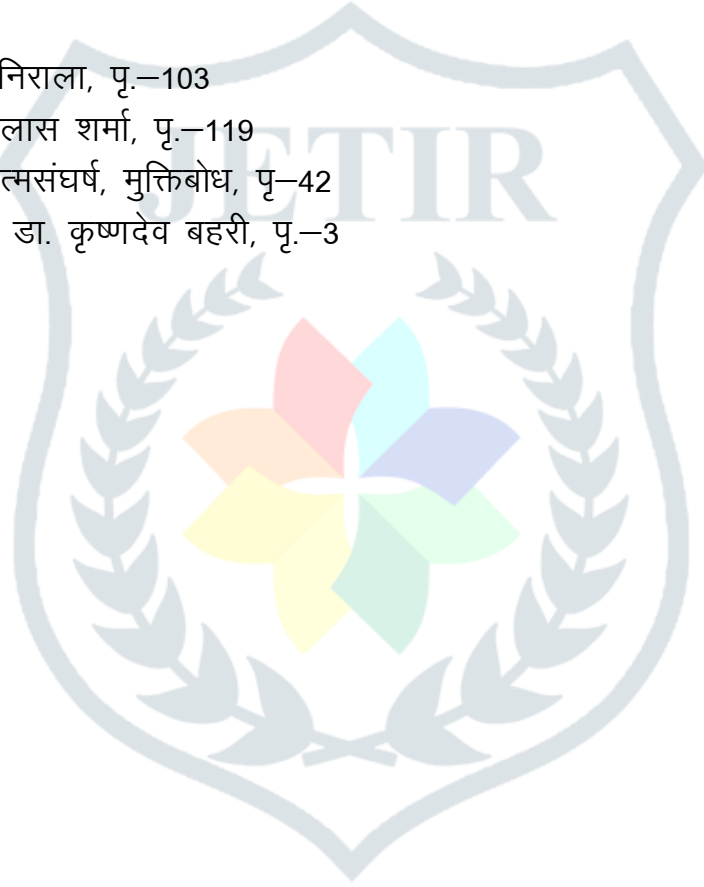 निराला, पृ.–103
लास शर्मा, पृ.–119
त्मसंघर्ष, मुक्तिबोध, पृ–42
डा. कृष्णदेव बहरी, पृ.–3
JETIR